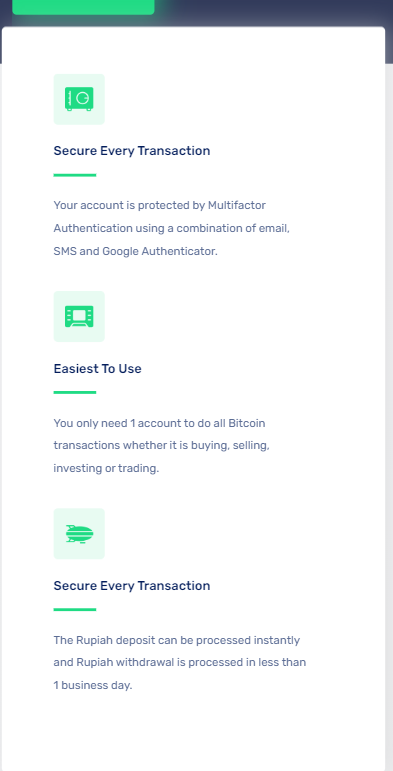 Secure Every Transaction
Your account is protected by Multifactor
Authentication using a combination of email,
SMS and Google Authenticator.
Easiest To Use
You only need 1 account to do all Bitcoin
transactions whether it is buying, selling,
investing or trading.
Secure Every Transaction
The Rupiah deposit can be processed instantly
and Rupiah withdrawal is processed in less than
1 business day.